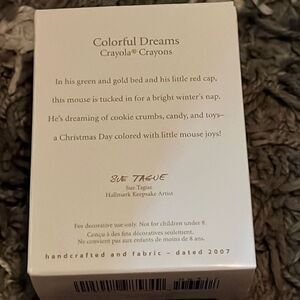 Colorful Dreams
Crayola® Crayons
In his green and gold bed and his little red cap,
this mouse is tucked in for a bright winter's nap.
He's dreaming of cookie crumbs, candy, and toys–
a Christmas Day colored with little mouse joys!
SUE TAGUE
Sue Tague
Hallmark Keepsake Artist
For decorative use only. Not for children under 8.
Conçu à des fins décoratives seulement.
Ne convient pas aux enfants de moins de 8 ans.
handcrafted and fabric – dated 2007